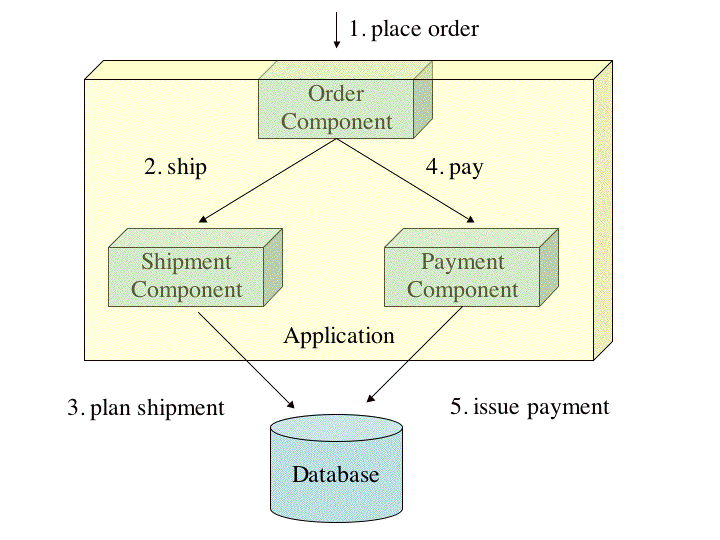 1. place order
Order
Component
2. ship
4. pay
Shipment
Component
Payment
Component
Application
3. plan shipment
5. issue payment
Database